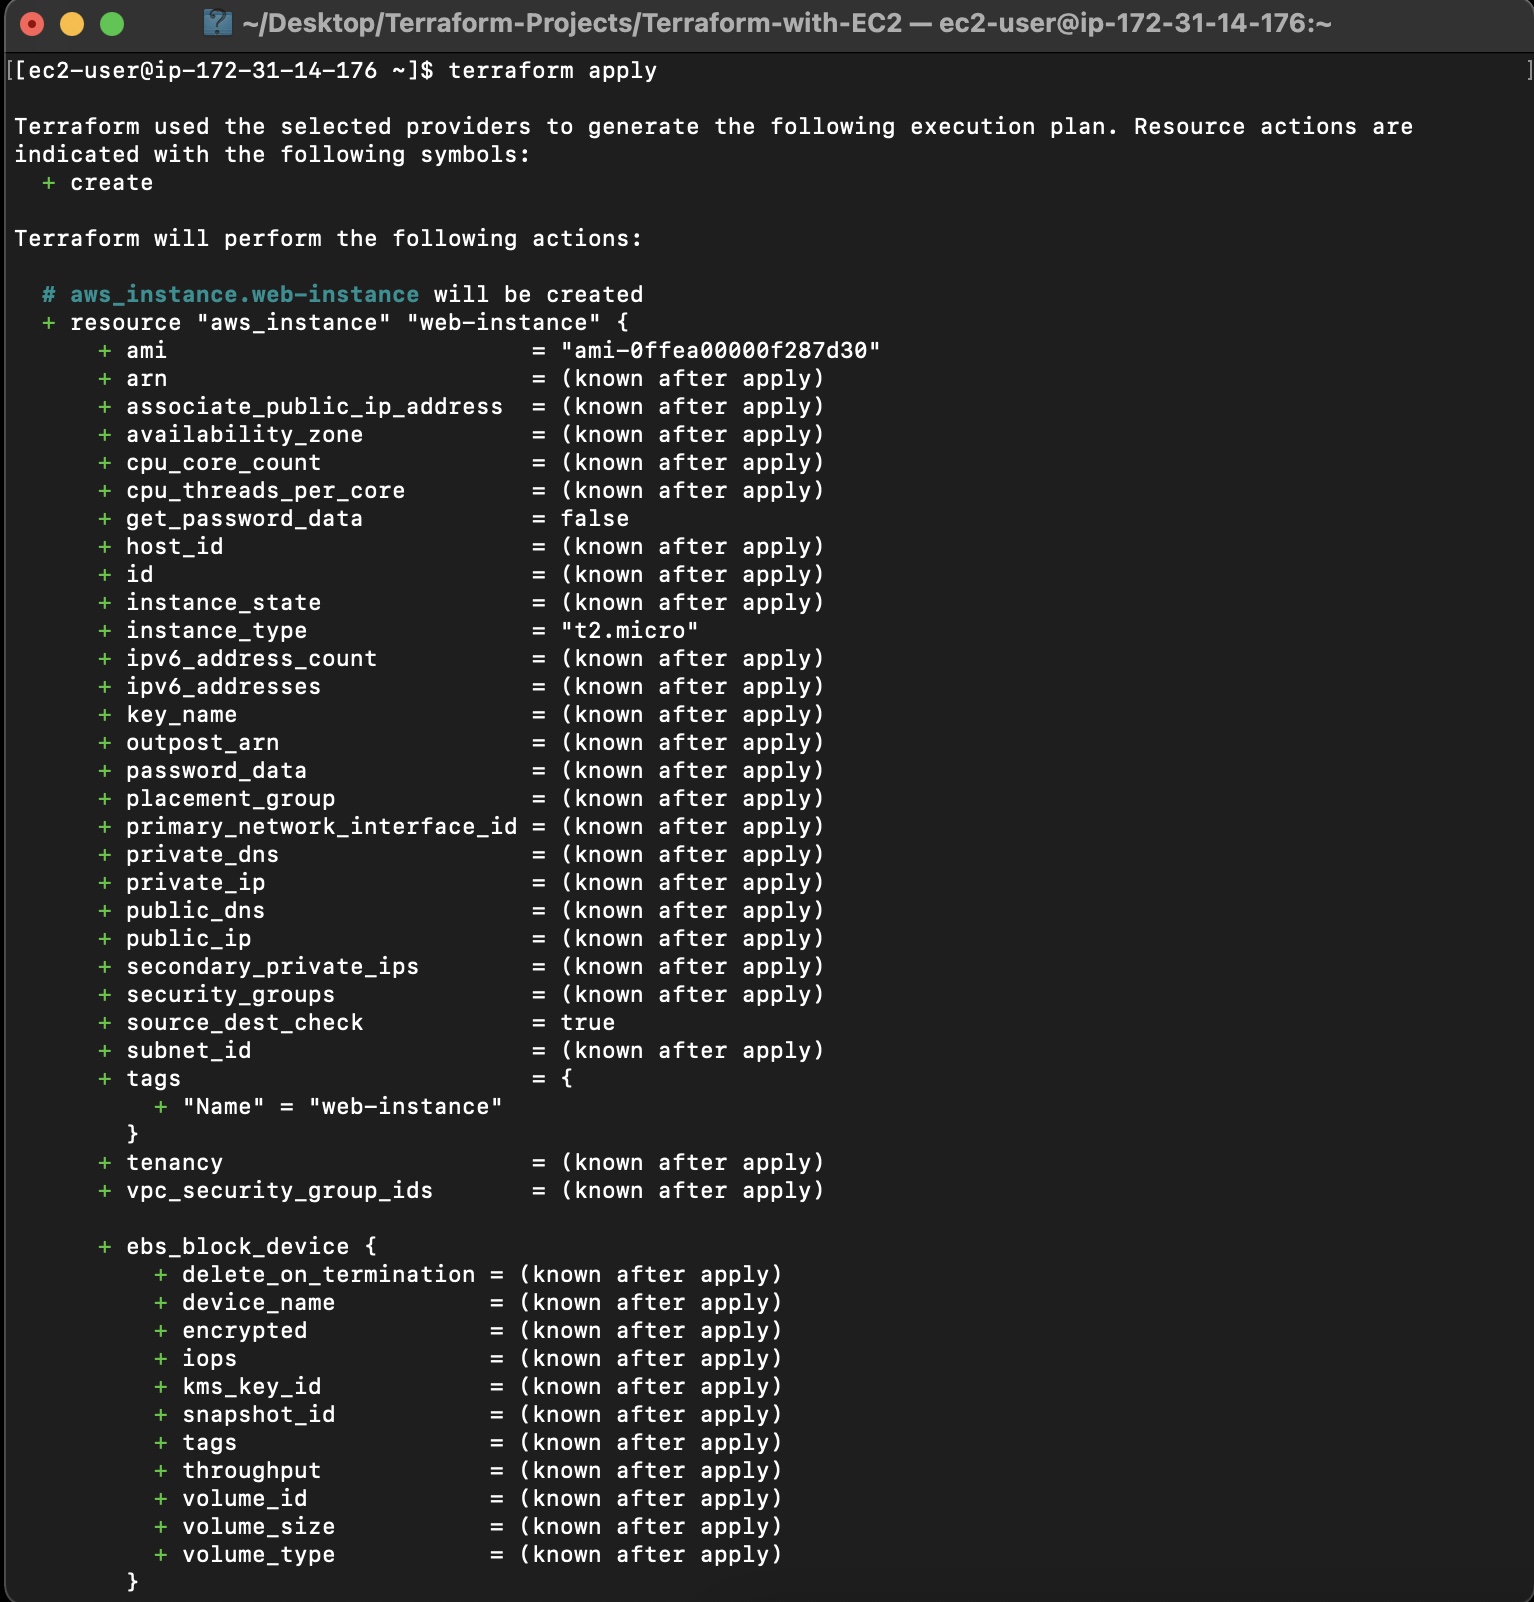 ~/Desktop/Terraform-Projects/Terraform-with-EC2 — ec2-user@ip-172-31-14-176:~
[[ec2-user@ip-172-31-14-176 ~]$ terraform apply ]
Terraform used the selected providers to generate the following execution plan. Resource actions are
indicated with the following symbols:
  + create
Terraform will perform the following actions:
  # aws_instance.web-instance will be created
  + resource "aws_instance" "web-instance" {
      + ami                          = "ami-0ffea00000f287d30"
      + arn                          = (known after apply)
      + associate_public_ip_address  = (known after apply)
      + availability_zone            = (known after apply)
      + cpu_core_count               = (known after apply)
      + cpu_threads_per_core         = (known after apply)
      + get_password_data            = false
      + host_id                      = (known after apply)
      + id                           = (known after apply)
      + instance_state               = (known after apply)
      + instance_type                = "t2.micro"
      + ipv6_address_count           = (known after apply)
      + ipv6_addresses               = (known after apply)
      + key_name                     = (known after apply)
      + outpost_arn                  = (known after apply)
      + password_data                = (known after apply)
      + placement_group              = (known after apply)
      + primary_network_interface_id = (known after apply)
      + private_dns                  = (known after apply)
      + private_ip                   = (known after apply)
      + public_dns                   = (known after apply)
      + public_ip                    = (known after apply)
      + secondary_private_ips        = (known after apply)
      + security_groups              = (known after apply)
      + source_dest_check            = true
      + subnet_id                    = (known after apply)
      + tags                         = {
          + "Name" = "web-instance"
        }
      + tenancy                      = (known after apply)
      + vpc_security_group_ids       = (known after apply)
      + ebs_block_device {
          + delete_on_termination = (known after apply)
          + device_name           = (known after apply)
          + encrypted             = (known after apply)
          + iops                  = (known after apply)
          + kms_key_id            = (known after apply)
          + snapshot_id           = (known after apply)
          + tags                  = (known after apply)
          + throughput            = (known after apply)
          + volume_id             = (known after apply)
          + volume_size           = (known after apply)
          + volume_type           = (known after apply)
        }